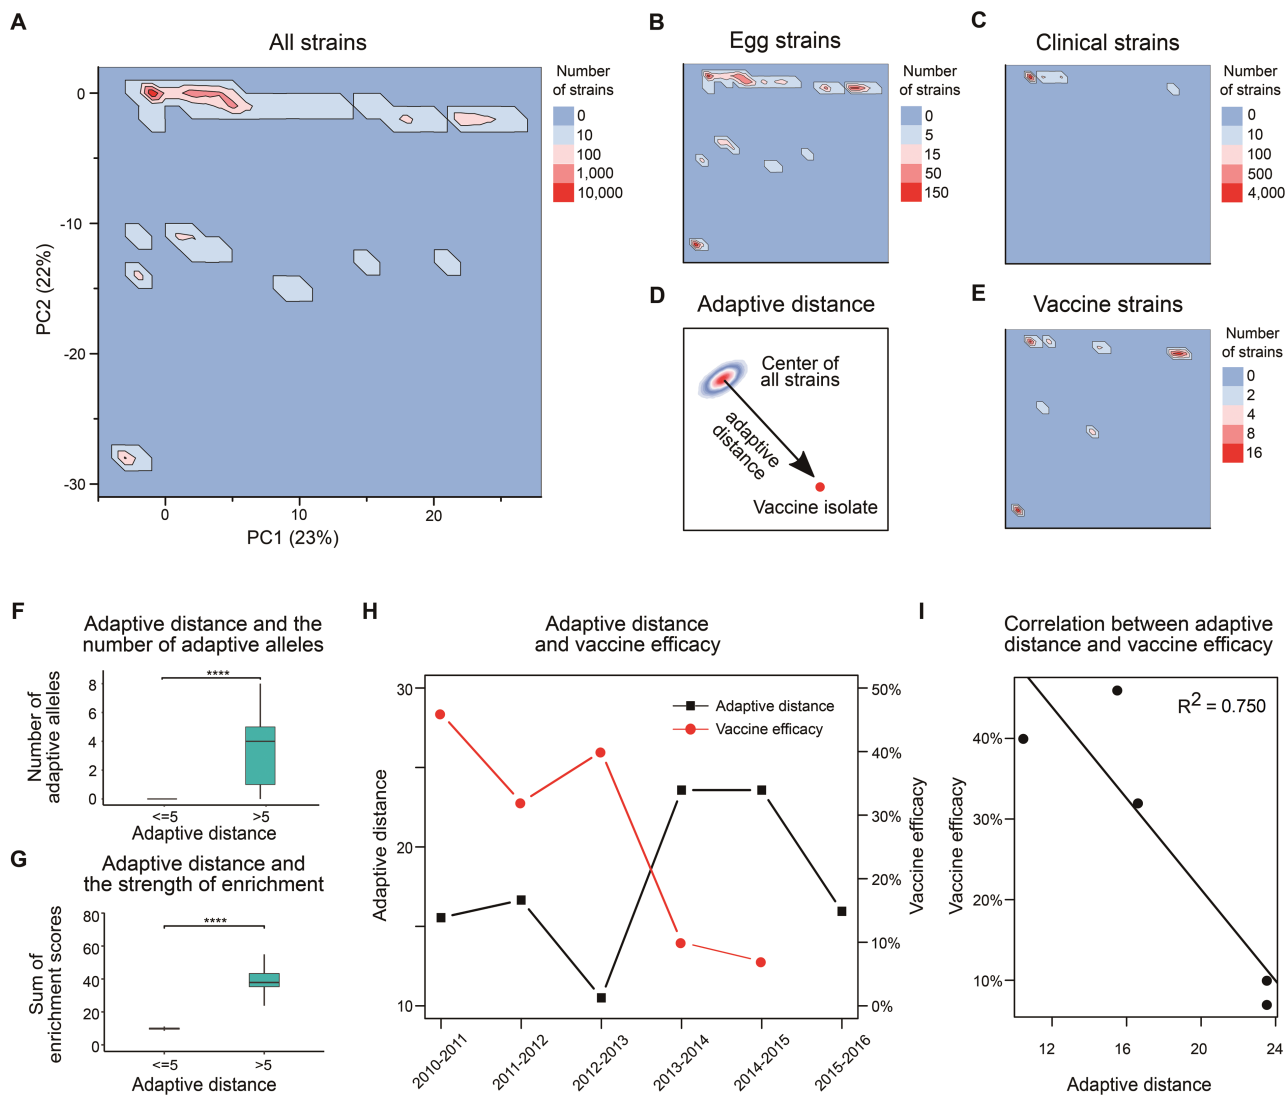 A
All strains
0
-10
-20
-30
PC2 (22%)
0
10
20
PC1 (23%)
Number
of strains
0
10
100
1,000
10,000
B
Egg strains
Number
of strains
0
5
15
50
150
C
Clinical strains
Number
of strains
0
10
100
500
4,000
D
Adaptive distance
Center of
all strains
adaptive
distance
Vaccine isolate
E
Vaccine strains
Number
of strains
0
2
4
8
16
F
Adaptive distance and the
number of adaptive alleles
Number of
adaptive alleles
8
6
4
2
0
****
<=5
>5
Adaptive distance
G
Adaptive distance and
the strength of enrichment
Sum of
enrichment scores
80
60
40
20
0
****
<=5
>5
Adaptive distance
H
Adaptive distance
and vaccine efficacy
Adaptive distance
30
20
10
Adaptive distance
Vaccine efficacy
50%
40%
30%
20%
10%
0%
Vaccine efficacy
2010-2011
2011-2012
2012-2013
2013-2014
2014-2015
2015-2016
I
Correlation between adaptive
distance and vaccine efficacy
R2 = 0.750
Vaccine efficacy
40%
30%
20%
10%
12
16
20
24
Adaptive distance